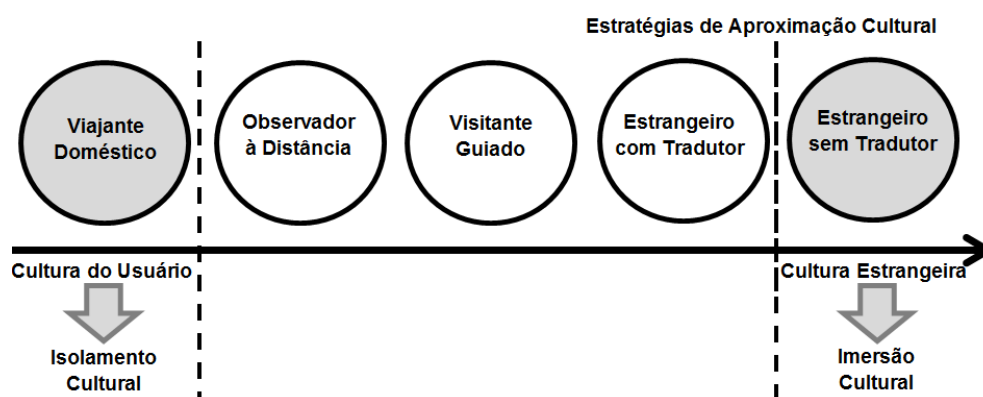 Estratégias de Aproximação Cultural
Viajante
Doméstico
Observador
à Distância
Visitante
Guiado
Estrangeiro
com Tradutor
Estrangeiro
sem Tradutor
Cultura do Usuário
Cultura Estrangeira
Isolamento
Cultural
Imersão
Cultural